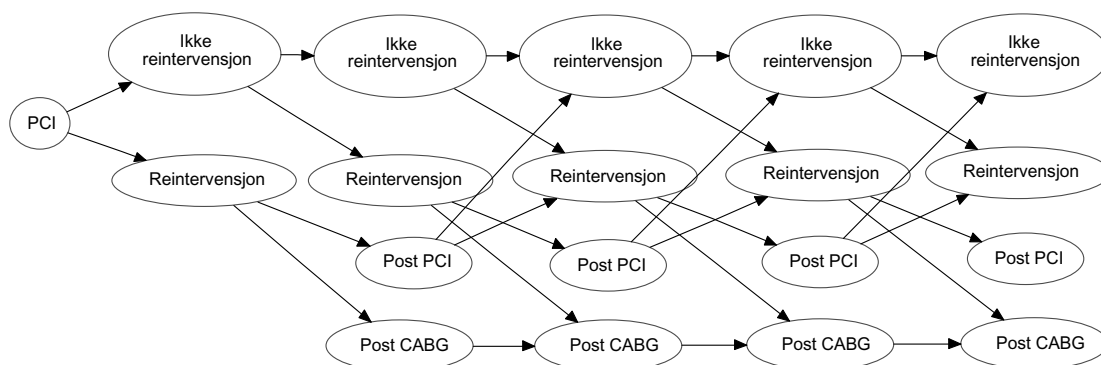 Ikke
reintervensjon
Ikke
reintervensjon
Ikke
reintervensjon
Ikke
reintervensjon
Ikke
reintervensjon
PCI
Reintervensjon
Reintervensjon
Reintervensjon
Reintervensjon
Reintervensjon
Post PCI
Post PCI
Post PCI
Post PCI
Post CABG
Post CABG
Post CABG
Post CABG